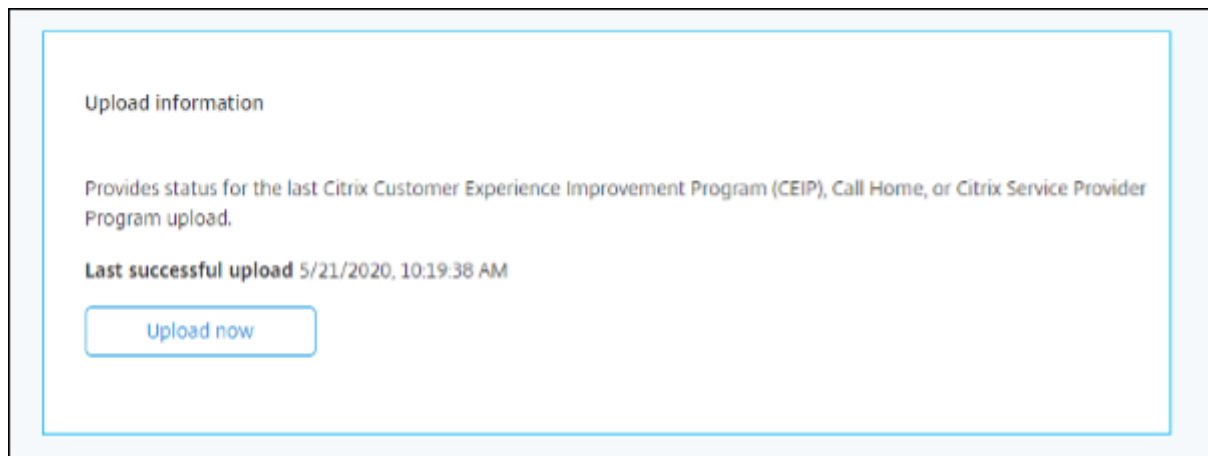 Upload information
Provides status for the last Citrix Customer Experience Improvement Program (CEIP), Call Home, or Citrix Service Provider
Program upload.
Last successful upload 5/21/2020, 10:19:38 AM
Upload now